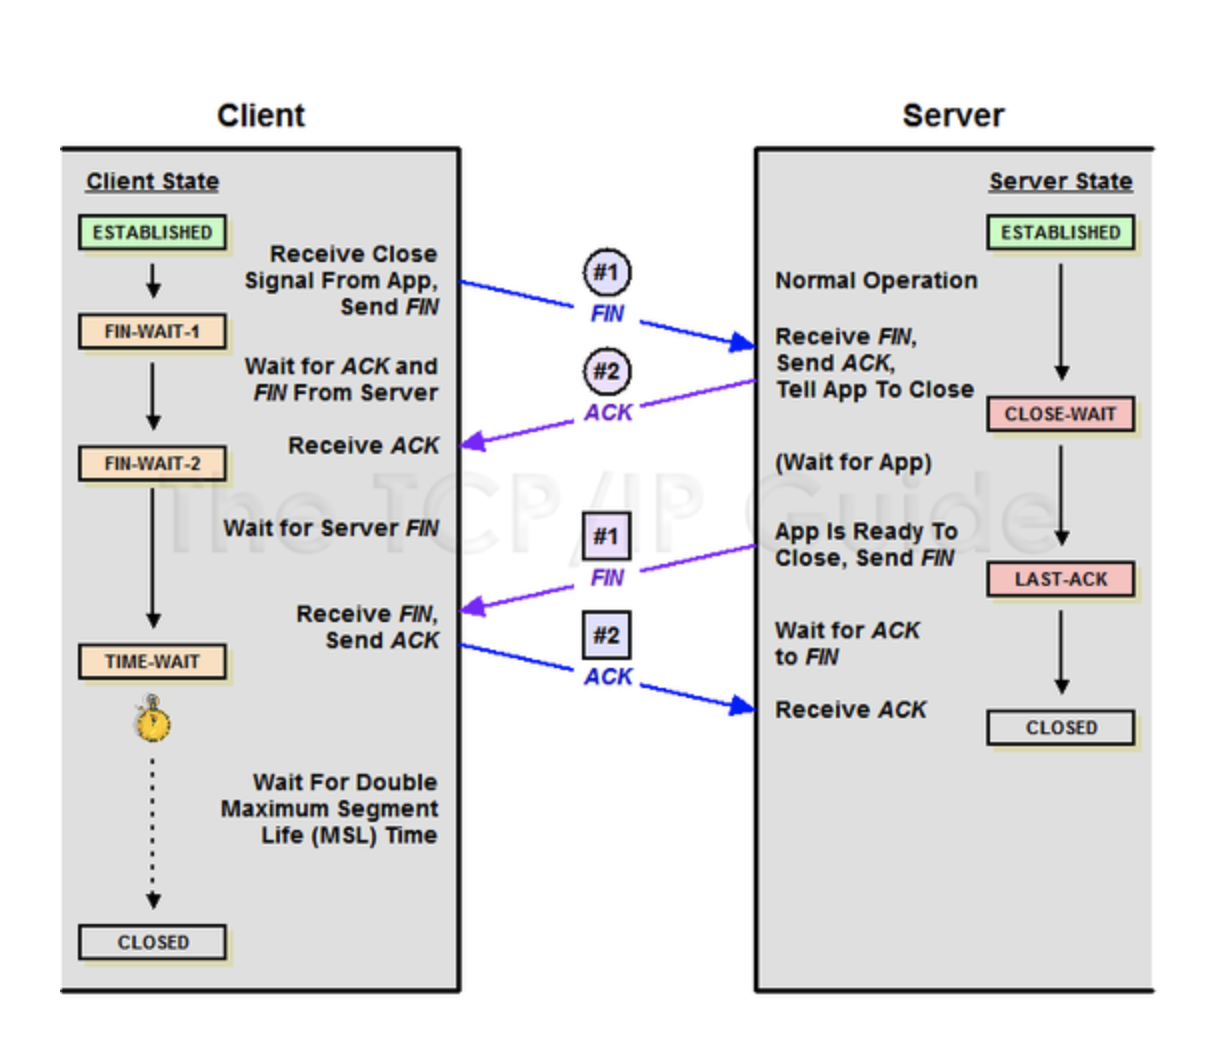 Client
Server
Client State
ESTABLISHED
Receive Close
Signal From App,
Send FIN
FIN-WAIT-1
Wait for ACK and
FIN From Server
Receive ACK
FIN-WAIT-2
Wait for Server FIN
Receive FIN,
Send ACK
TIME-WAIT
Wait For Double
Maximum Segment
Life (MSL) Time
CLOSED
#1
FIN
#2
ACK
#1
FIN
#2
ACK
Server State
ESTABLISHED
Normal Operation
Receive FIN,
Send ACK,
Tell App To Close
CLOSE-WAIT
(Wait for App)
App Is Ready To
Close, Send FIN
LAST-ACK
Wait for ACK
to FIN
Receive ACK
CLOSED
The TCP/IP Guide